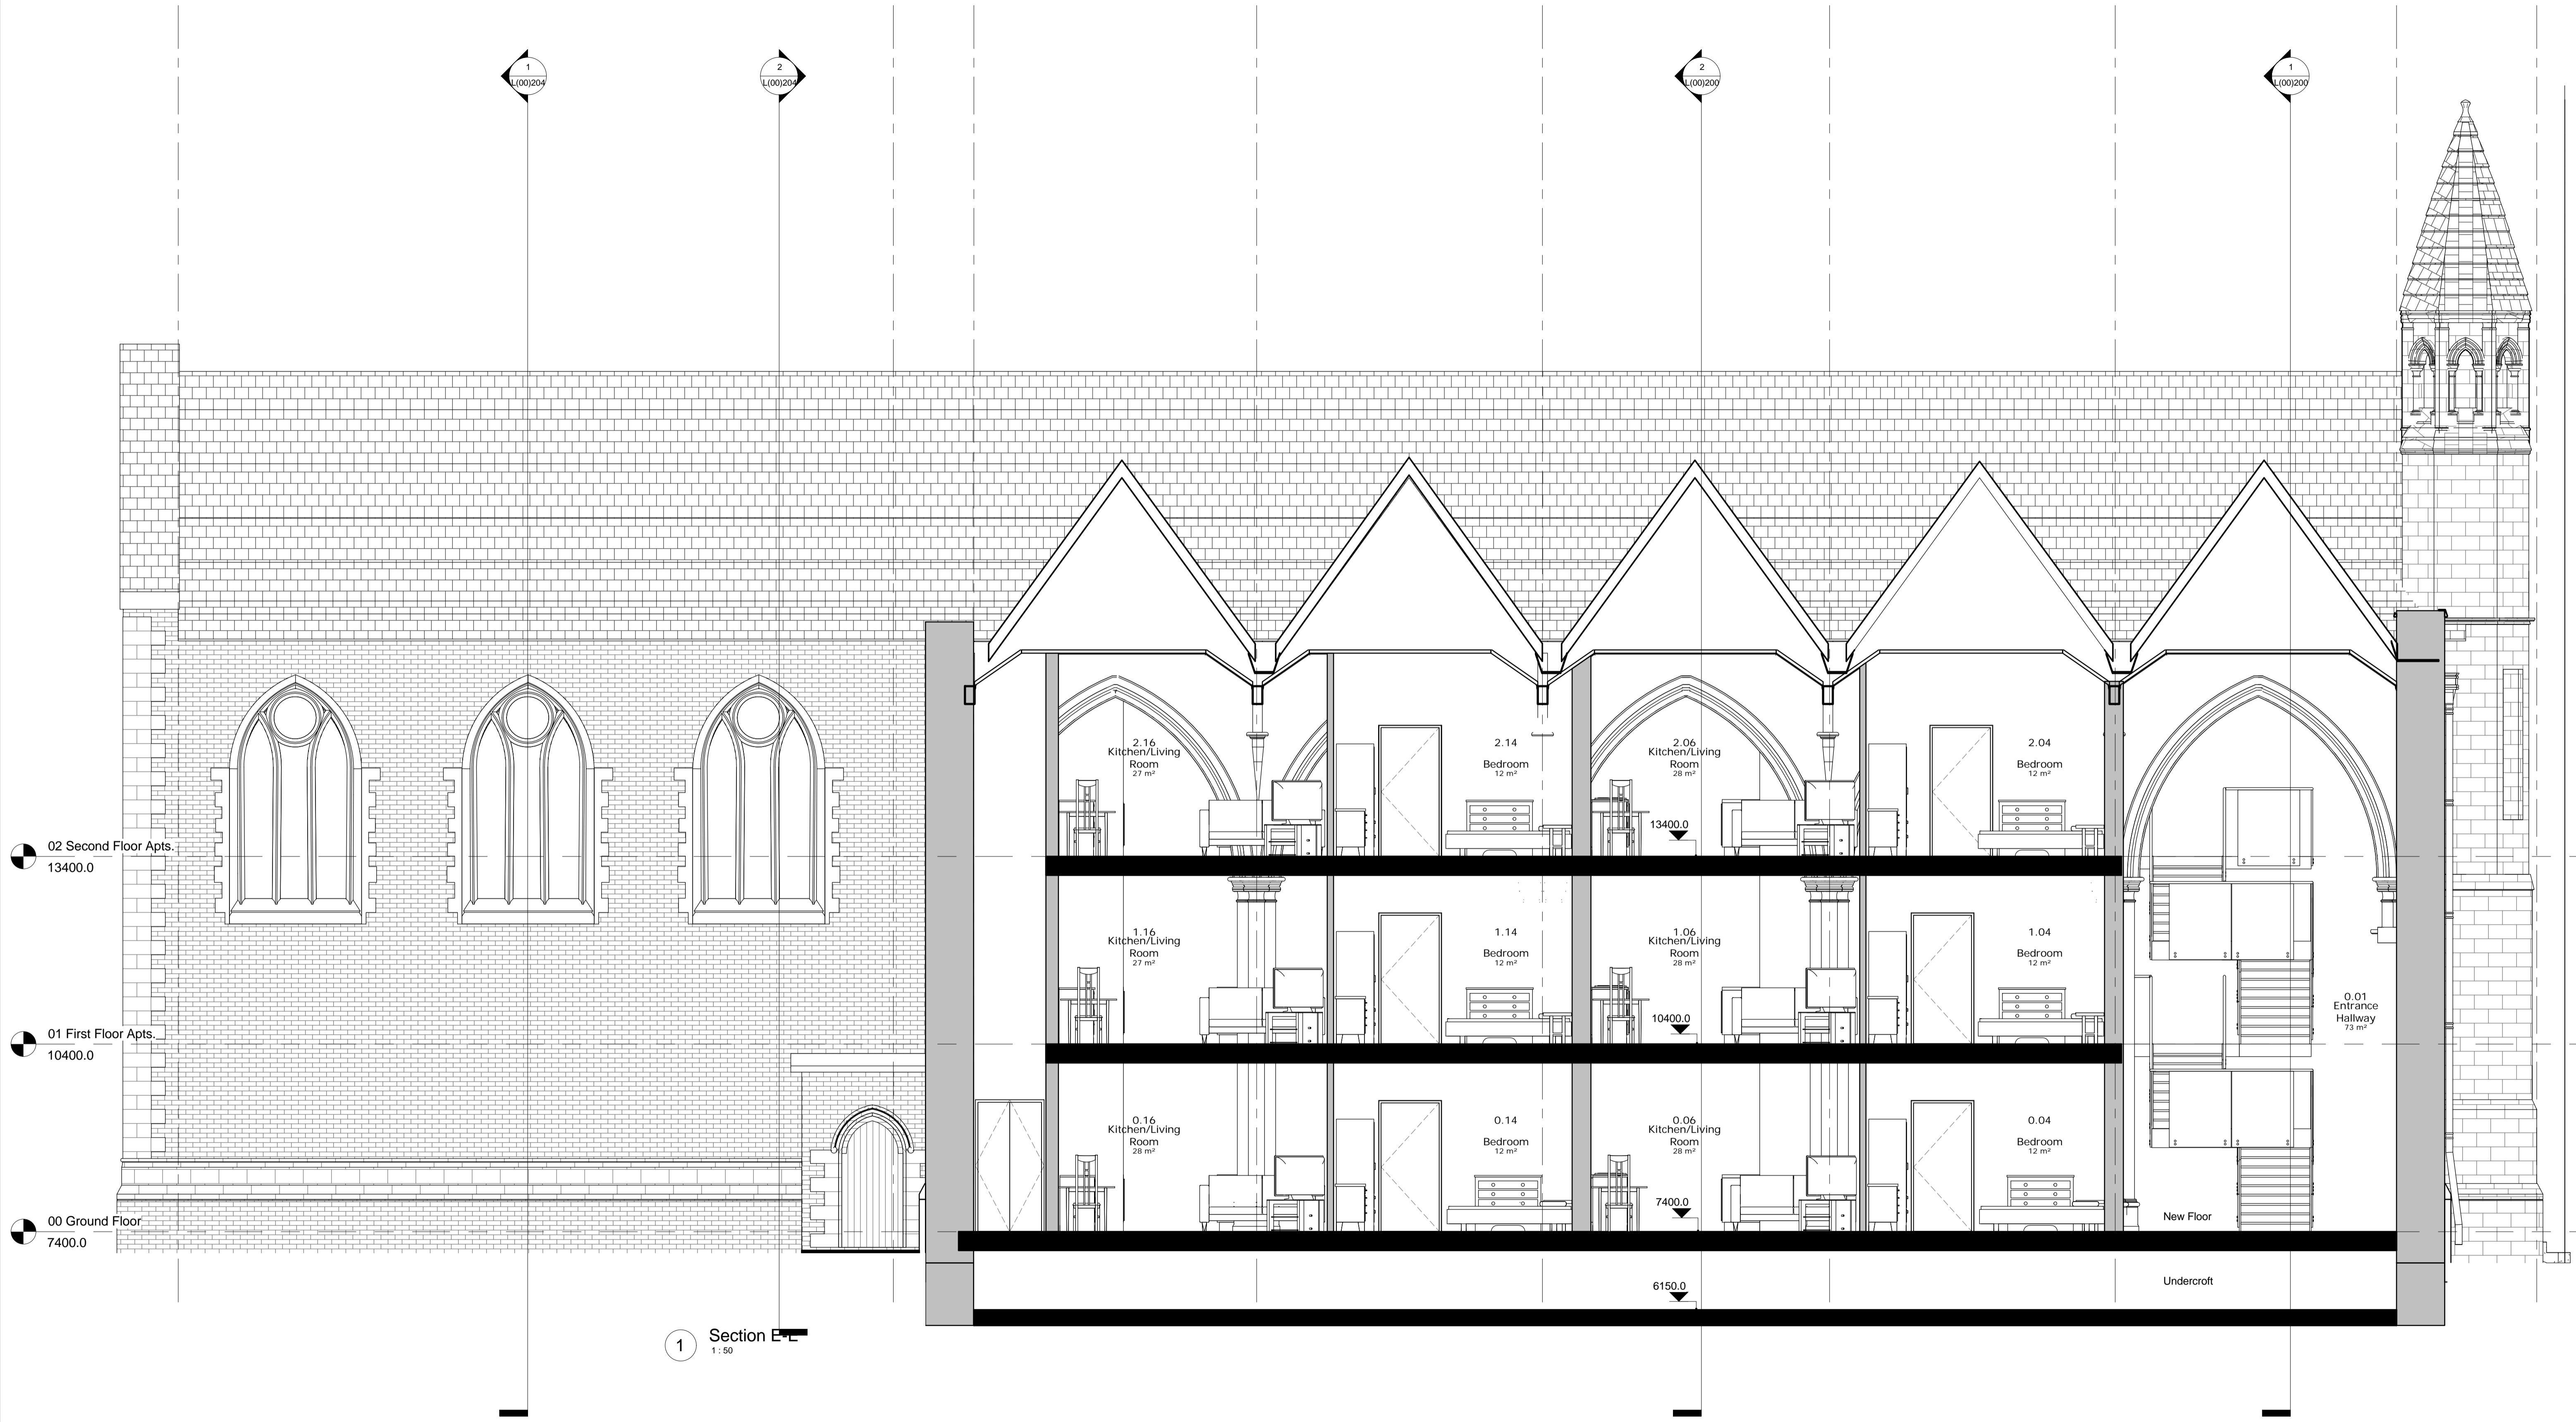 1
L(00)204
2
L(00)204
2
L(00)200
1
L(00)200
2.16
Kitchen/Living
Room
27 m²
2.14
Bedroom
12 m²
2.06
Kitchen/Living
Room
28 m²
2.04
Bedroom
12 m²
13400.0
02 Second Floor Apts.
13400.0
1.16
Kitchen/Living
Room
27 m²
1.14
Bedroom
12 m²
1.06
Kitchen/Living
Room
28 m²
1.04
Bedroom
12 m²
0.01
Entrance
Hallway
73 m²
10400.0
01 First Floor Apts.
10400.0
0.16
Kitchen/Living
Room
28 m²
0.14
Bedroom
12 m²
0.06
Kitchen/Living
Room
28 m²
0.04
Bedroom
12 m²
7400.0
New Floor
00 Ground Floor
7400.0
Undercroft
6150.0
1
Section E-E
1 : 50